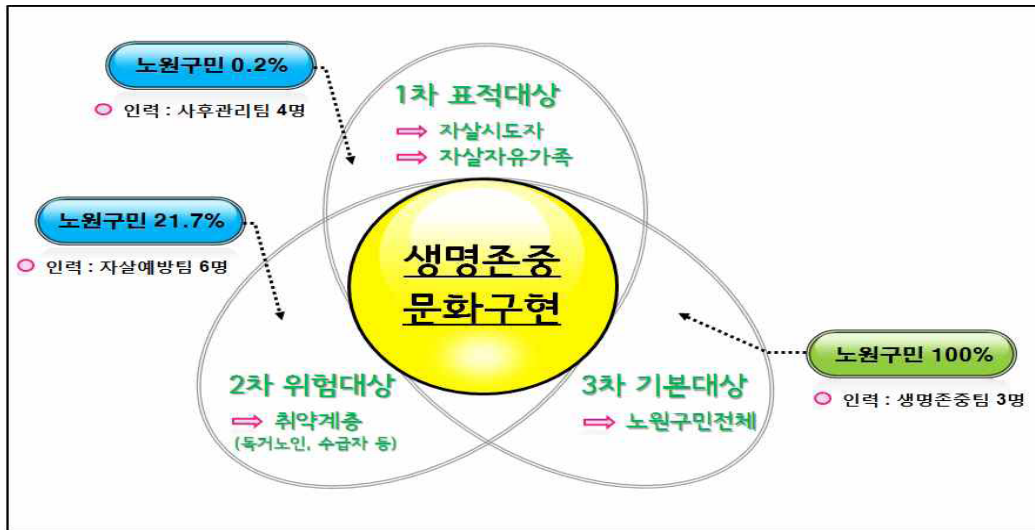 노원구민 0.2%
인력 : 사후관리팀 4명
1차 표적대상
⇨ 자살시도자
⇨ 자살자유가족
노원구민 21.7%
인력 : 자살예방팀 6명
생명존중
문화구현
노원구민 100%
인력 : 생명존중팀 3명
2차 위험대상
⇨ 취약계층
(독거노인, 수급자 등)
3차 기본대상
⇨ 노원구민전체